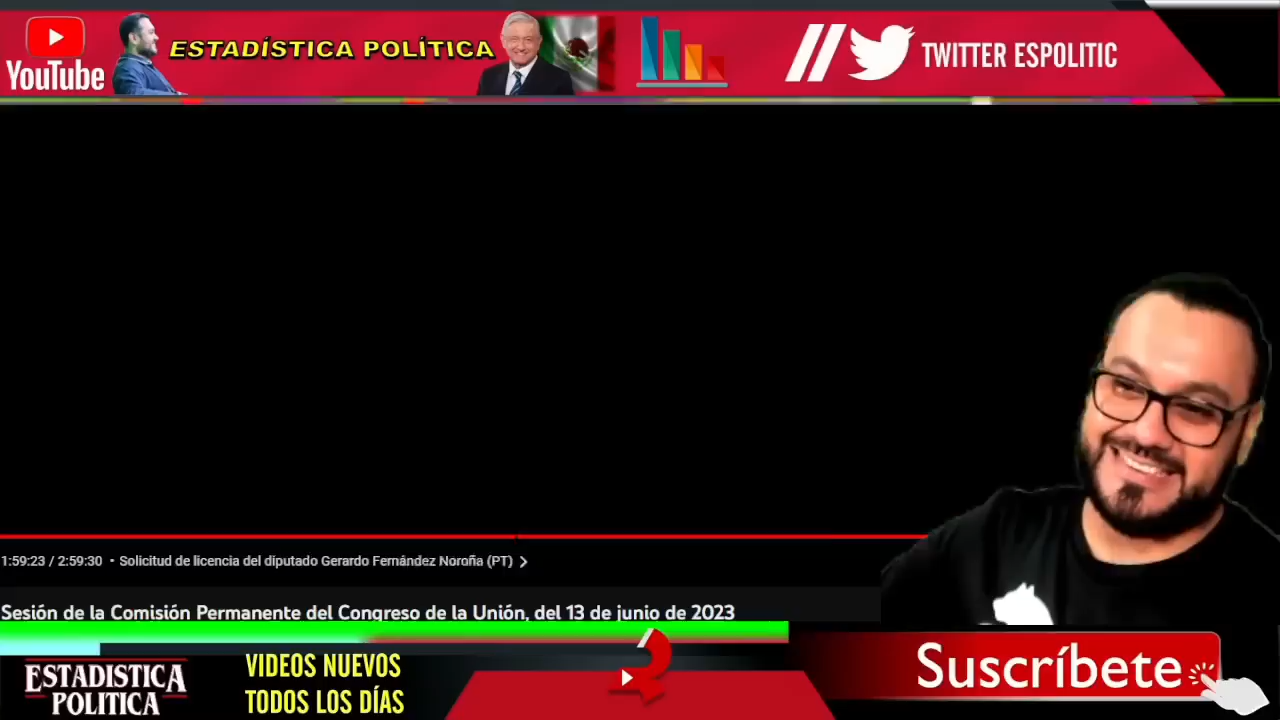 YouTube
ESTADÍSTICA POLÍTICA
TWITTER ESPOLITIC
1:59:23 / 2:59:30 • Solicitud de licencia del diputado Gerardo Fernández Noroña (PT) >
Sesión de la Comisión Permanente del Congreso de la Unión, del 13 de junio de 2023
ESTADISTICA
POLÍTICA
VIDEOS NUEVOS
TODOS LOS DÍAS
Suscríbete